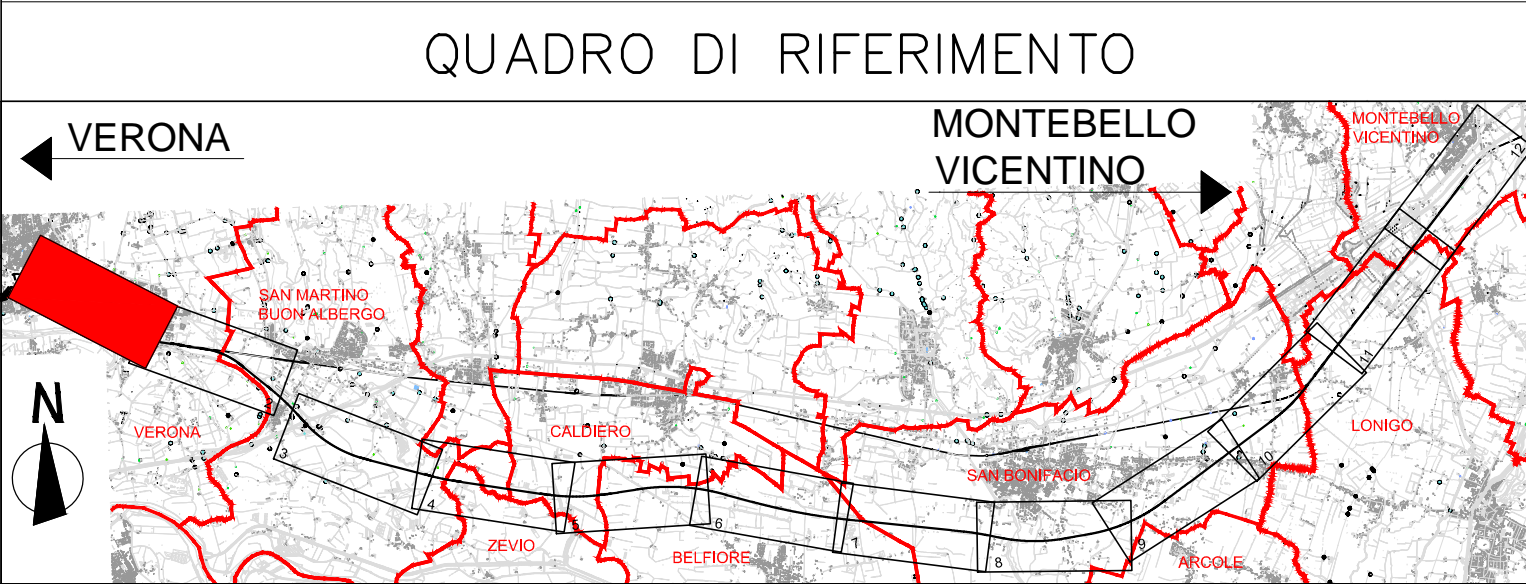 QUADRO DI RIFERIMENTO
VERONA
MONTEBELLO
VICENTINO
MONTEBELLO
VICENTINO
12
SAN MARTINO
BUON ALBERGO
N
VERONA
CALDIERO
SAN BONIFACIO
LONIGO
ZEVIO
BELFIORE
ARCOLE
3
4
5
6
7
8
9
10
11